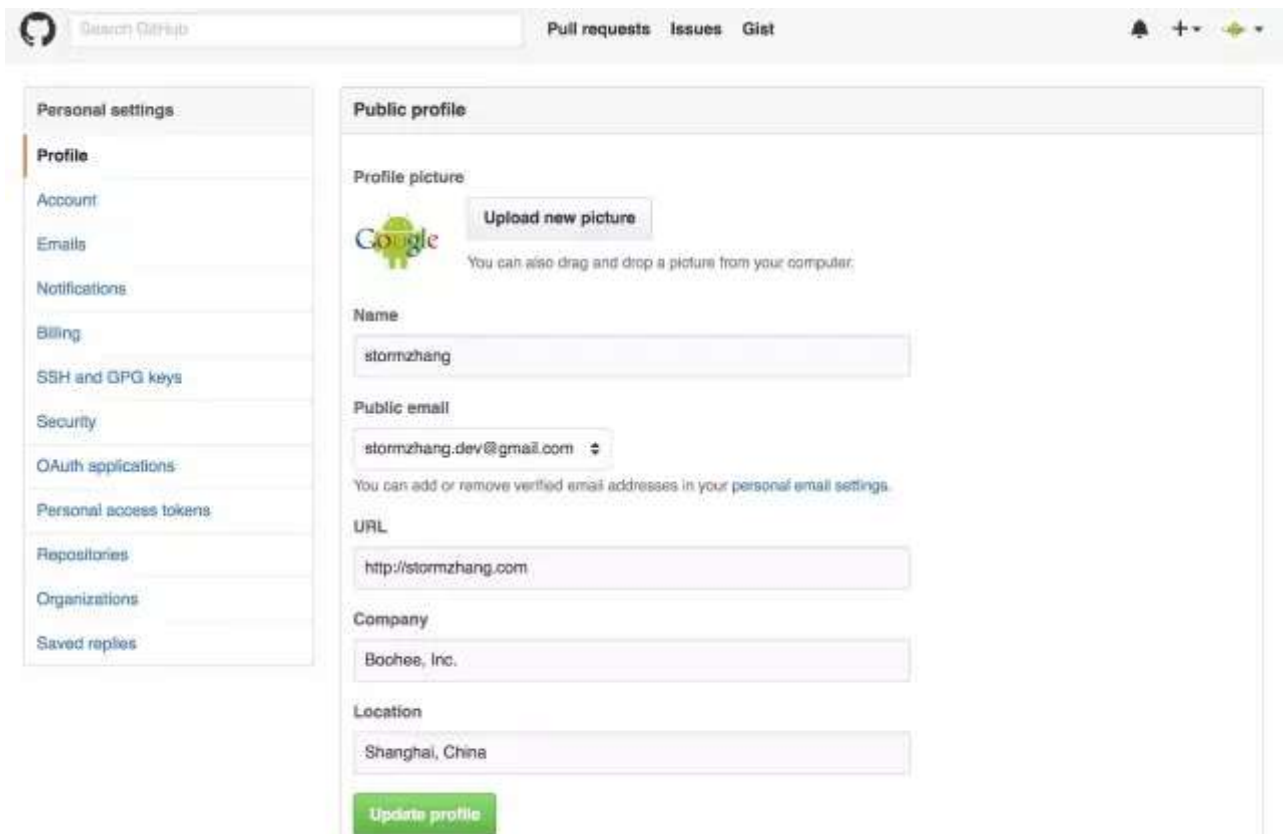 Search GitHub
Pull requests Issues Gist
Personal settings
Profile
Account
Emails
Notifications
Billing
SSH and GPG keys
Security
OAuth applications
Personal access tokens
Repositories
Organizations
Saved replies
Public profile
Profile picture
Google
Upload new picture
You can also drag and drop a picture from your computer.
Name
stormzhang
Public email
stormzhang.dev@gmail.com
You can add or remove verified email addresses in your personal email settings.
URL
http://stormzhang.com
Company
Boohee, Inc.
Location
Shanghai, China
Update profile